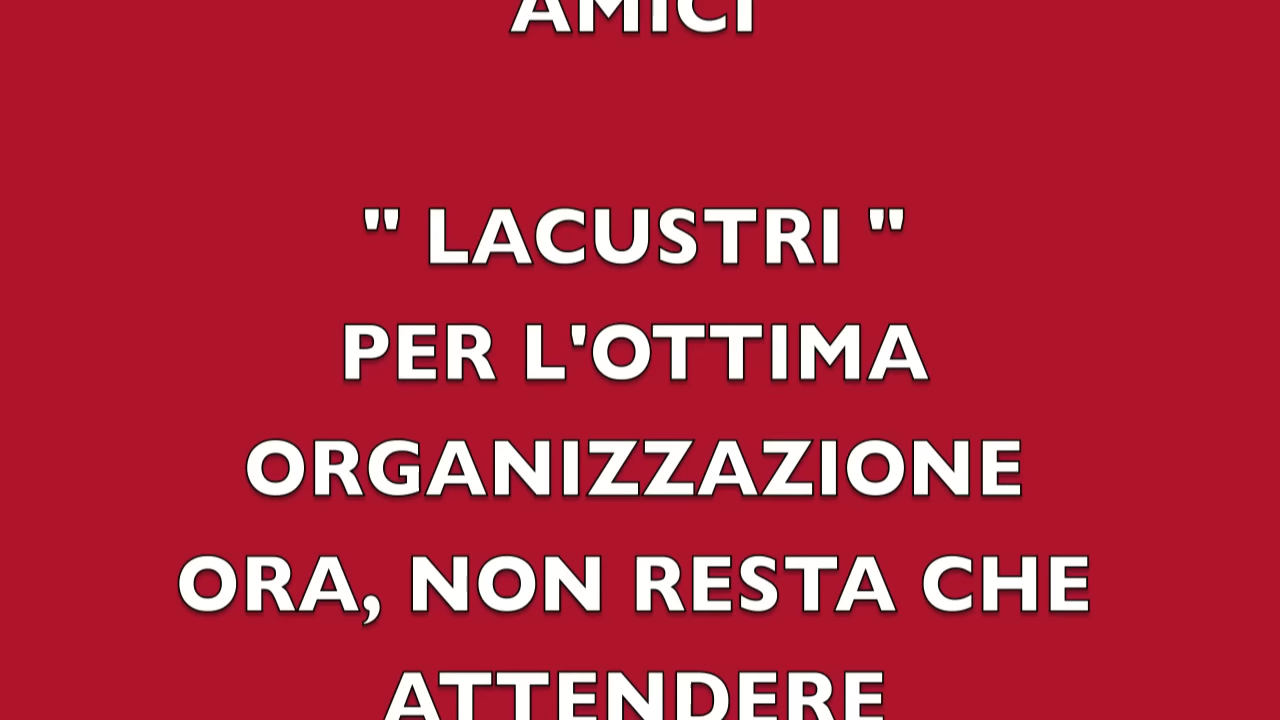 AMICI
" LACUSTRI "
PER L'OTTIMA
ORGANIZZAZIONE
ORA, NON RESTA CHE
ATTENDERE